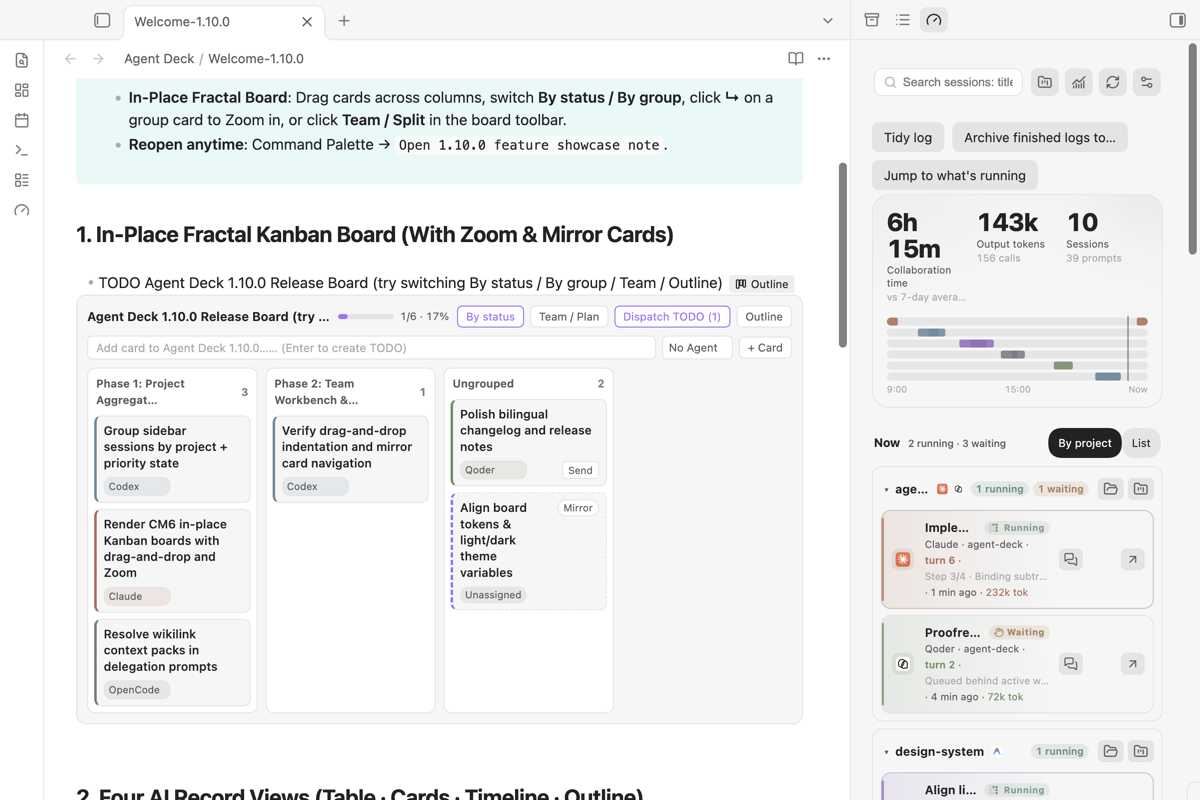 Welcome-1.10.0
Agent Deck / Welcome-1.10.0
• In-Place Fractal Board: Drag cards across columns, switch By status / By group, click ↳ on a
group card to Zoom in, or click Team / Split in the board toolbar.
• Reopen anytime: Command Palette → Open 1.10.0 feature showcase note.
1. In-Place Fractal Kanban Board (With Zoom & Mirror Cards)
• TODO Agent Deck 1.10.0 Release Board (try switching By status / By group / Team / Outline) Outline
Agent Deck 1.10.0 Release Board (try ... 1/6 · 17% By status Team / Plan Dispatch TODO (1) Outline
Add card to Agent Deck 1.10.0...... (Enter to create TODO) No Agent + Card
Phase 1: Project
Aggregat... 3
Group sidebar
sessions by project +
priority state
Codex
Render CM6 in-place
Kanban boards with
drag-and-drop and
Zoom
Claude
Resolve wikilink
context packs in
delegation prompts
OpenCode
Phase 2: Team
Workbench &... 1
Verify drag-and-drop
indentation and mirror
card navigation
Codex
Ungrouped 2
Polish bilingual
changelog and release
notes
Qoder Send
Align board Mirror
tokens &
light/dark
theme
variables
Unassigned
2. Four AI Record Views (Table · Cards · Timeline · Outline)
Search sessions: title
Tidy log Archive finished logs to...
Jump to what's running
6h
15m
Collaboration
time
vs 7-day avera...
143k
Output tokens
156 calls
10
Sessions
39 prompts
9:00 15:00 Now
Now 2 running · 3 waiting By project List
age... 1 running 1 waiting
Imple... Running
Claude · agent-deck ·
turn 6 ·
Step 3/4 · Binding subtr...
· 1 min ago · 232k tok
Proofre... Waiting
Qoder · agent-deck ·
turn 2 ·
Queued behind active w...
· 4 min ago · 72k tok
design-system 1 running
Align li... Running